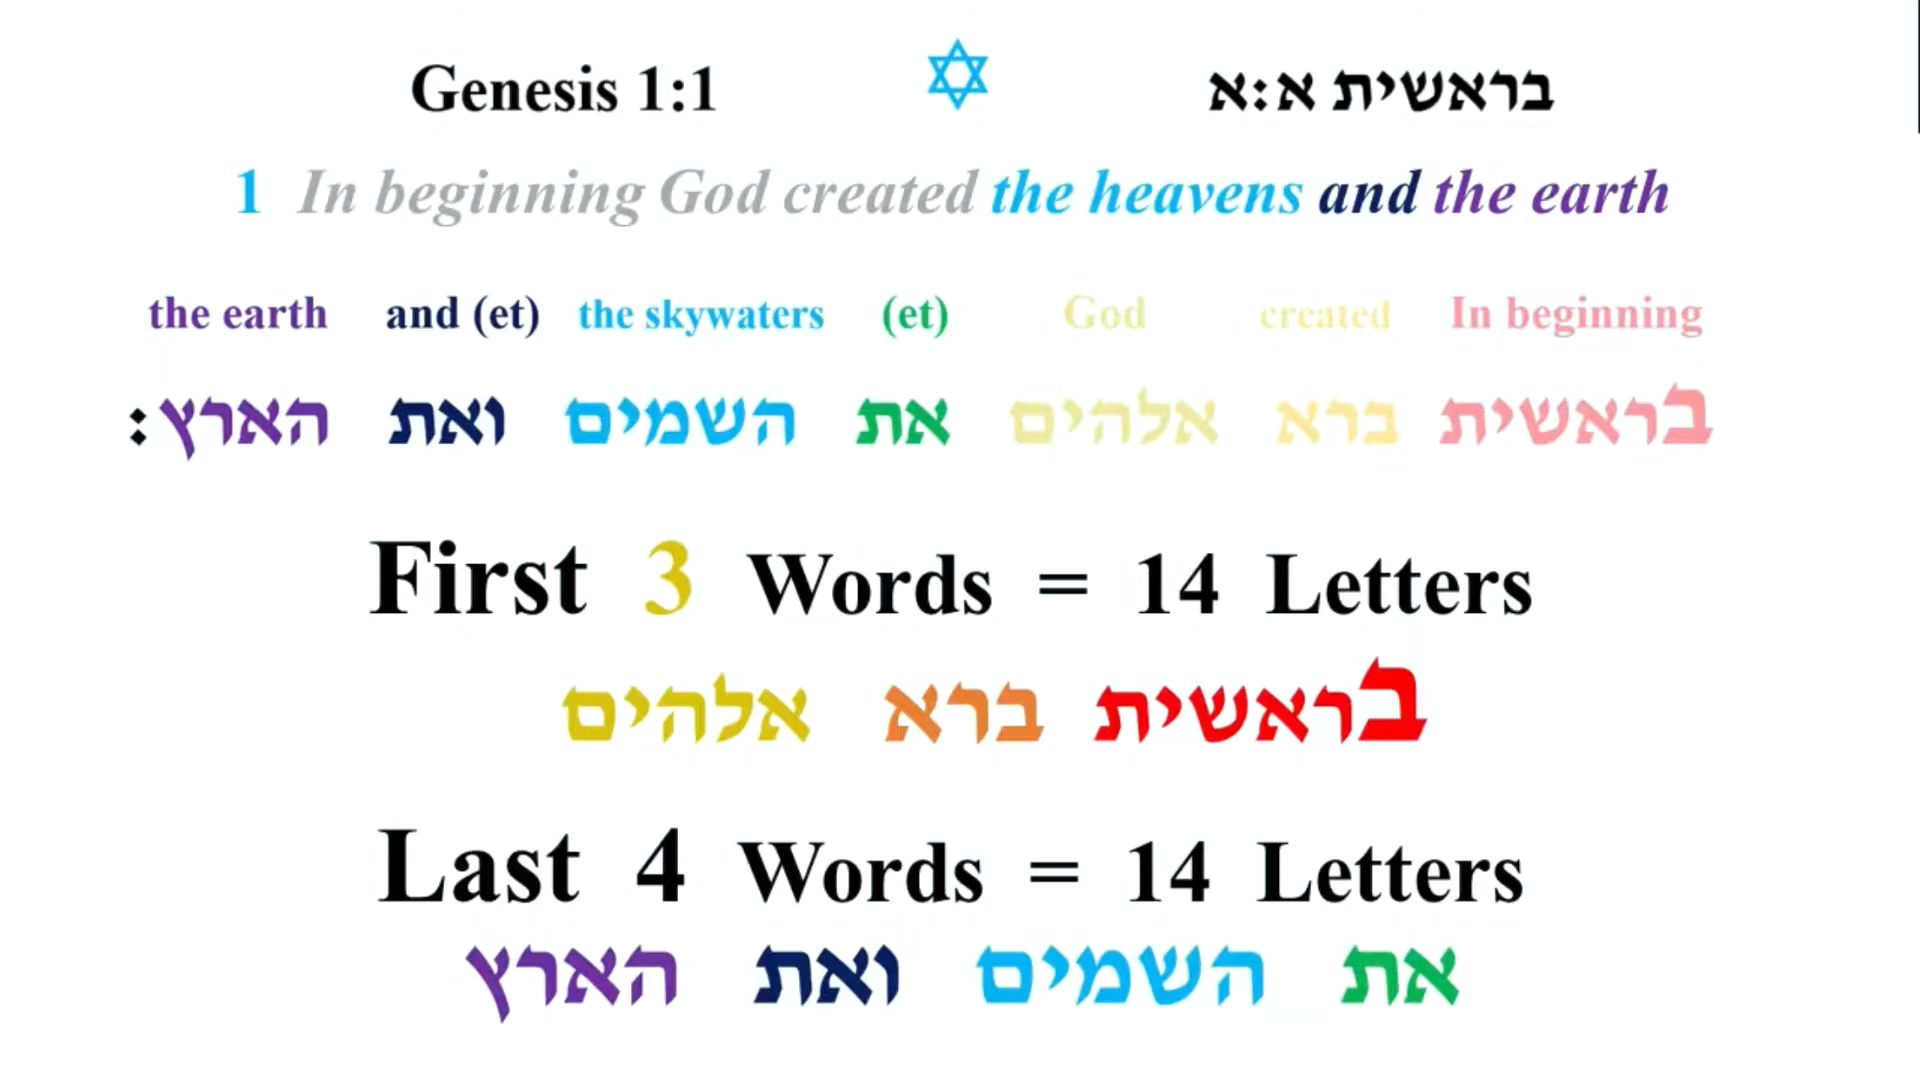 Genesis 1:1 ✡ בראשית א:א
1 In beginning God created the heavens and the earth
the earth and (et) the skywaters (et) God created In beginning
בראשית ברא אלהים את השמים ואת הארץ:
First 3 Words = 14 Letters
בראשית ברא אלהים
Last 4 Words = 14 Letters
את השמים ואת הארץ